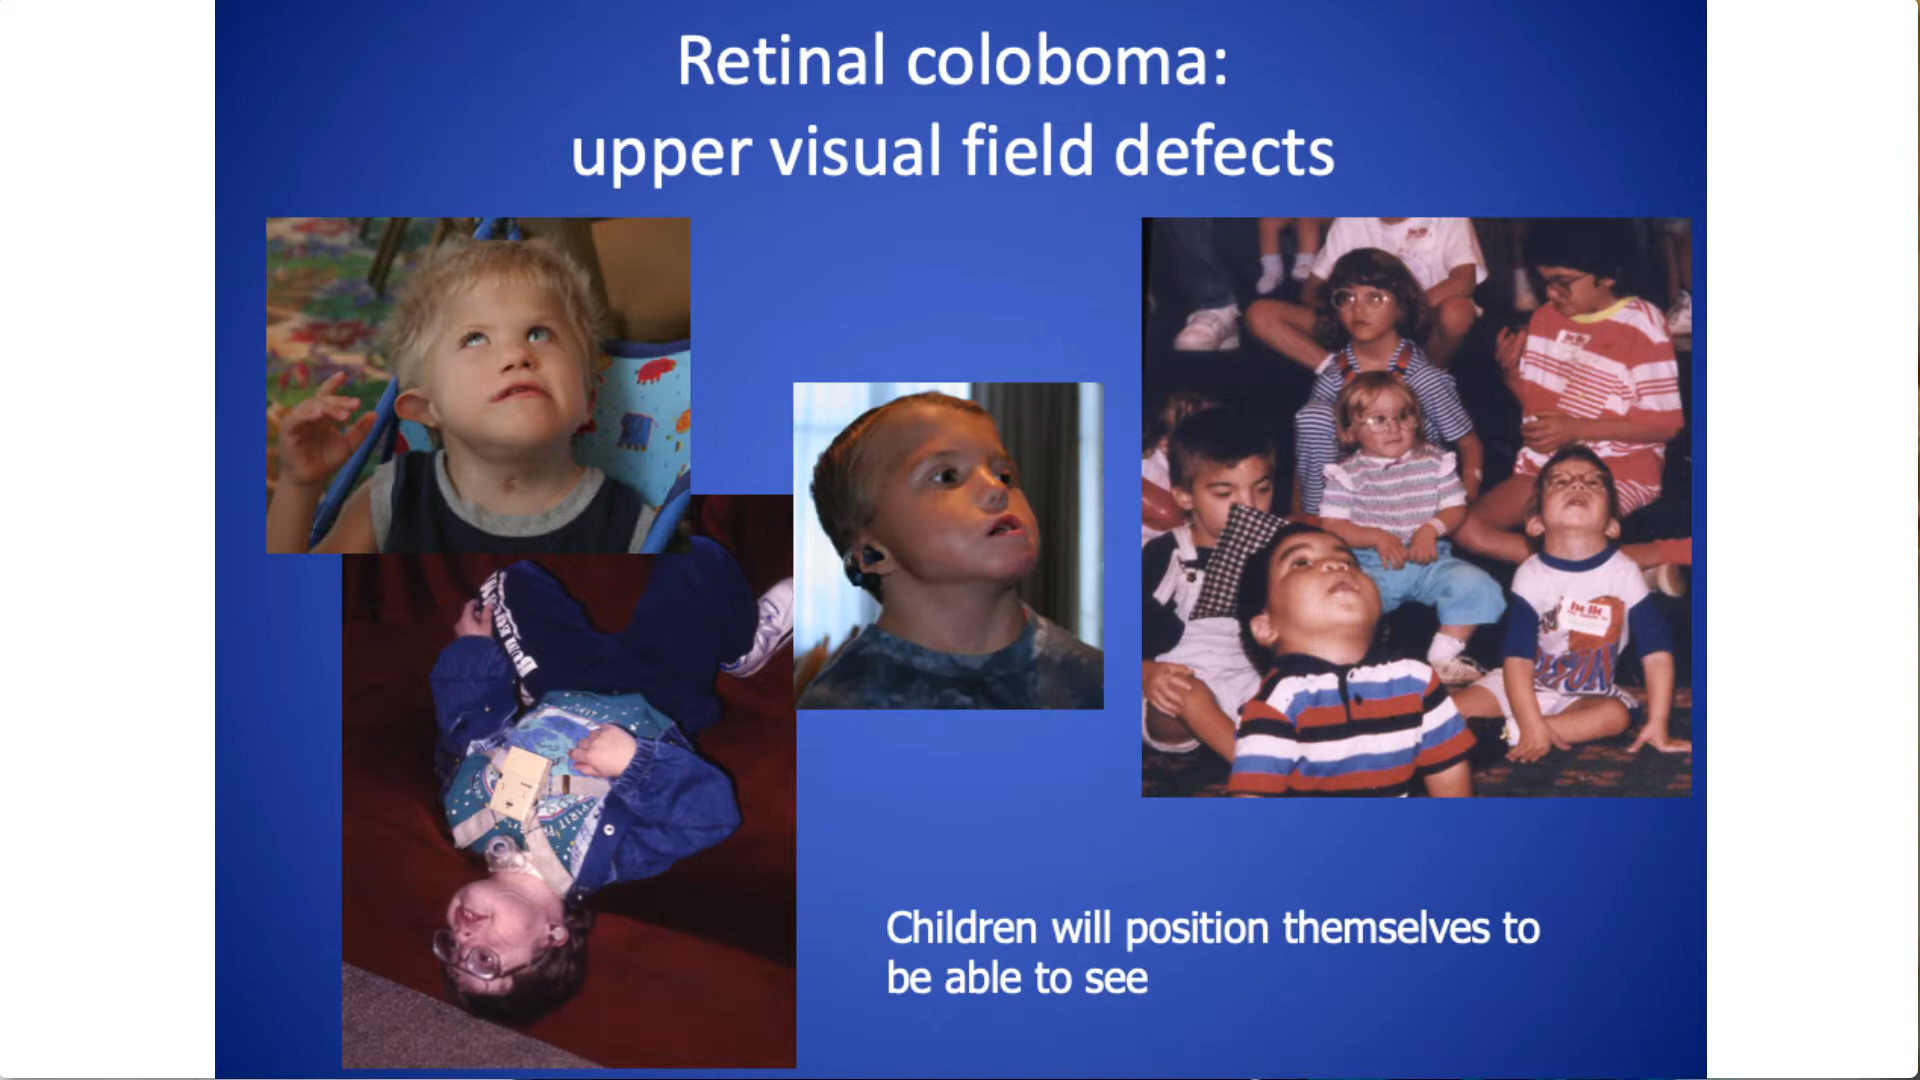 Retinal coloboma:
upper visual field defects
Children will position themselves to
be able to see